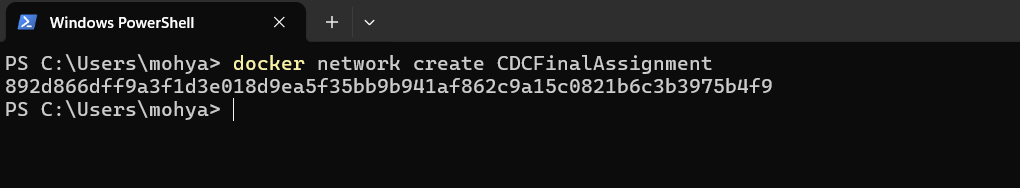 Windows PowerShell
PS C:\Users\mohya> docker network create CDCFinalAssignment
892d866dff9a3f1d3e018d9ea5f35bb9b941af862c9a15c0821b6c3b3975b4f9
PS C:\Users\mohya>